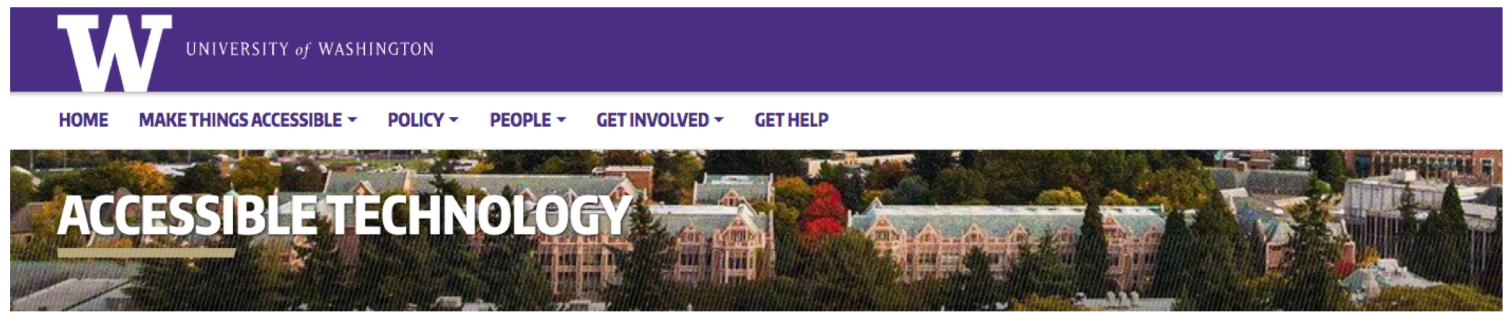 W UNIVERSITY of WASHINGTON
HOME MAKE THINGS ACCESSIBLE POLICY PEOPLE GET INVOLVED GET HELP
ACCESSIBLE TECHNOLOGY